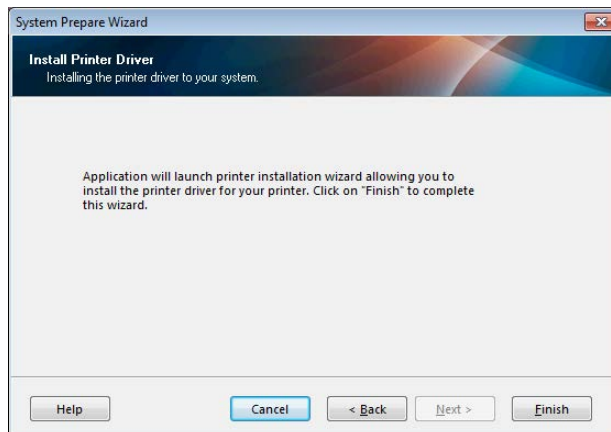 System Prepare Wizard
Install Printer Driver
Installing the printer driver to your system.
Application will launch printer installation wizard allowing you to
install the printer driver for your printer. Click on "Finish" to complete
this wizard.
Help
Cancel
< Back
Next >
Finish